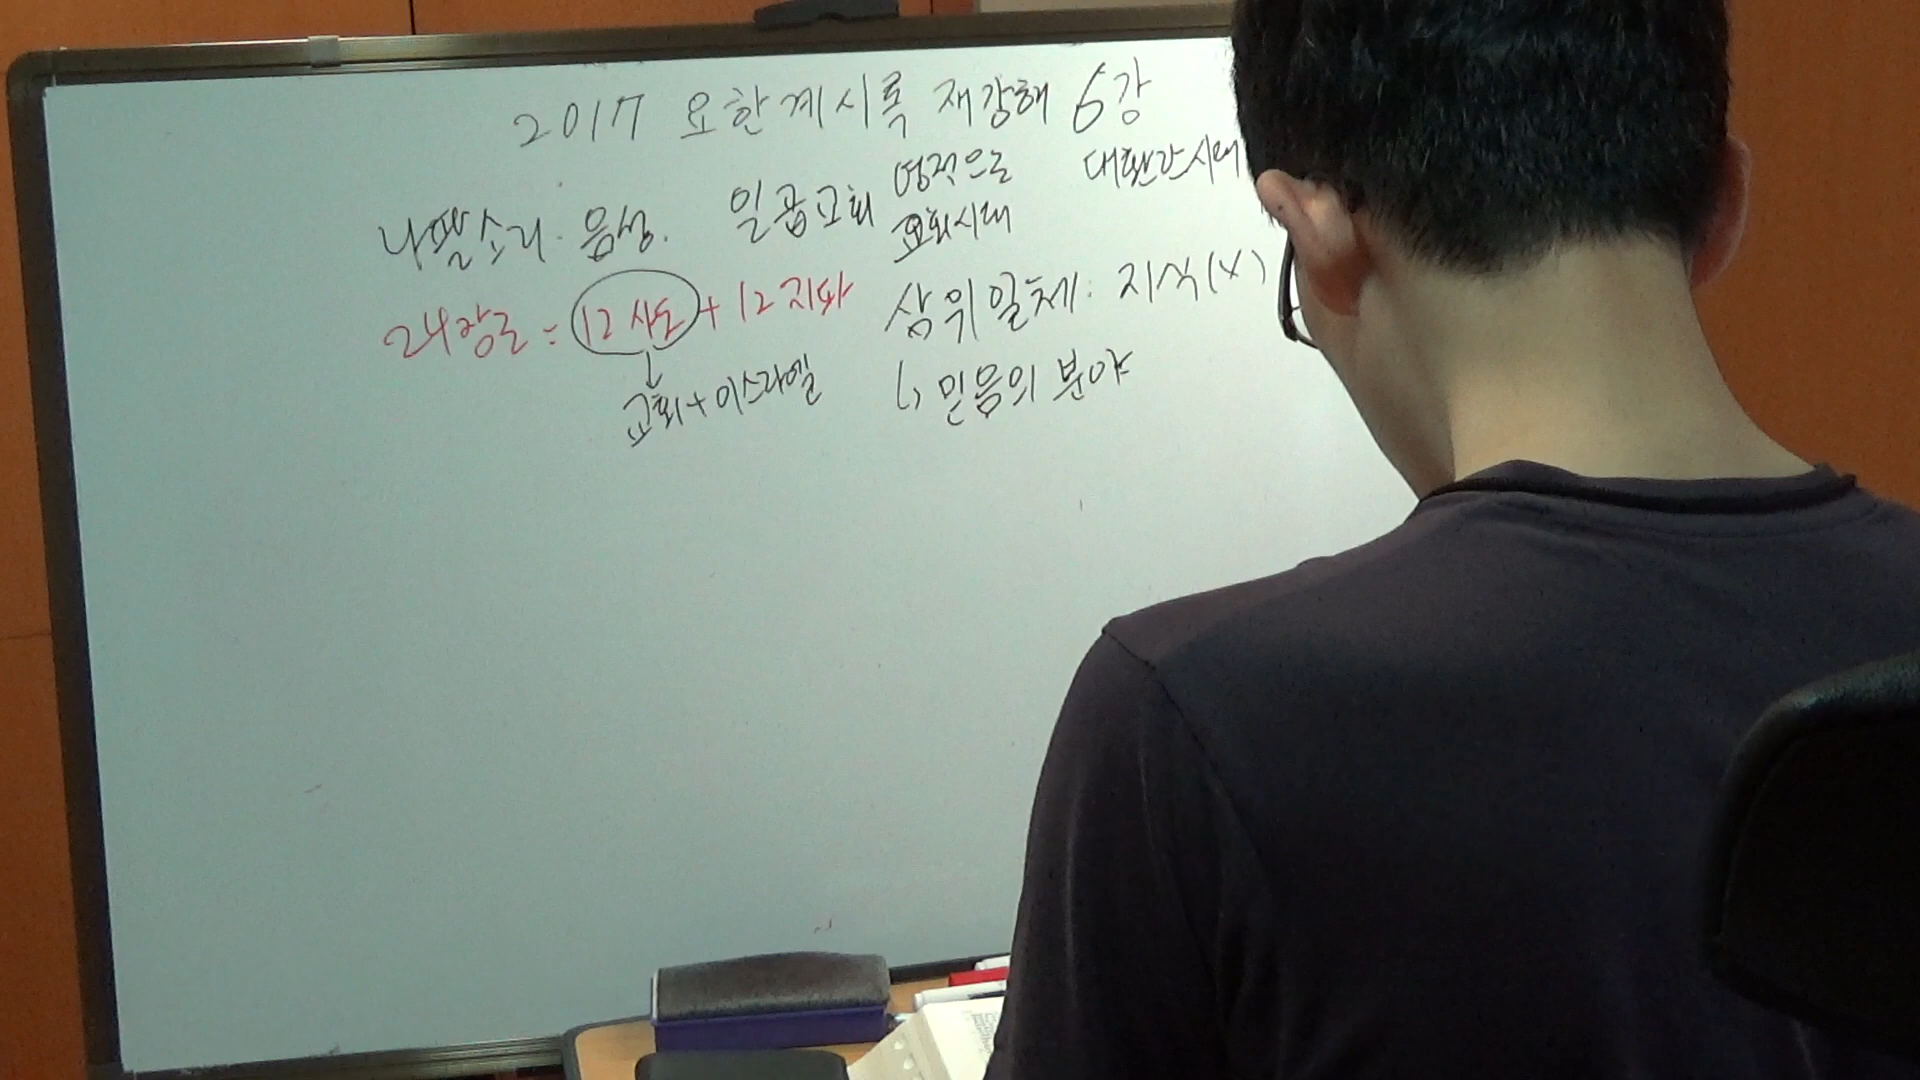 2017 요한계시록 재강해 6강
나팔소리. 음성. 일곱교회 영적으로 대환란시대
교회시대
24장로 = 12사도 + 12지파 삼위일체: 지식(X)
↓
교회+이스라엘 ↳ 믿음의 분야